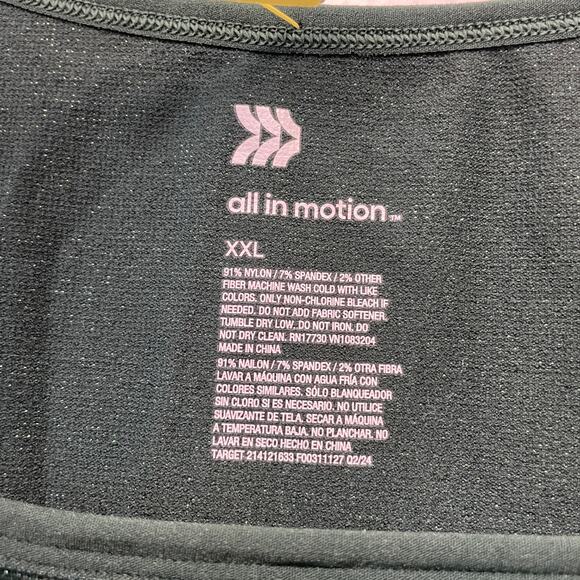 all in motion™
XXL
91% NYLON / 7% SPANDEX / 2% OTHER
FIBER MACHINE WASH COLD WITH LIKE
COLORS. ONLY NON-CHLORINE BLEACH IF
NEEDED. DO NOT ADD FABRIC SOFTENER.
TUMBLE DRY LOW. DO NOT IRON. DO
NOT DRY CLEAN. RN17730 VN1083204
MADE IN CHINA
91% NAILON / 7% SPANDEX / 2% OTRA FIBRA
LAVAR A MÁQUINA CON AGUA FRÍA CON
COLORES SIMILARES. SÓLO BLANQUEADOR
SIN CLORO SI ES NECESARIO. NO UTILICE
SUAVIZANTE DE TELA. SECAR A MÁQUINA
A TEMPERATURA BAJA. NO PLANCHAR. NO
LAVAR EN SECO HECHO EN CHINA
TARGET 214121633 F00311127 Q2/24